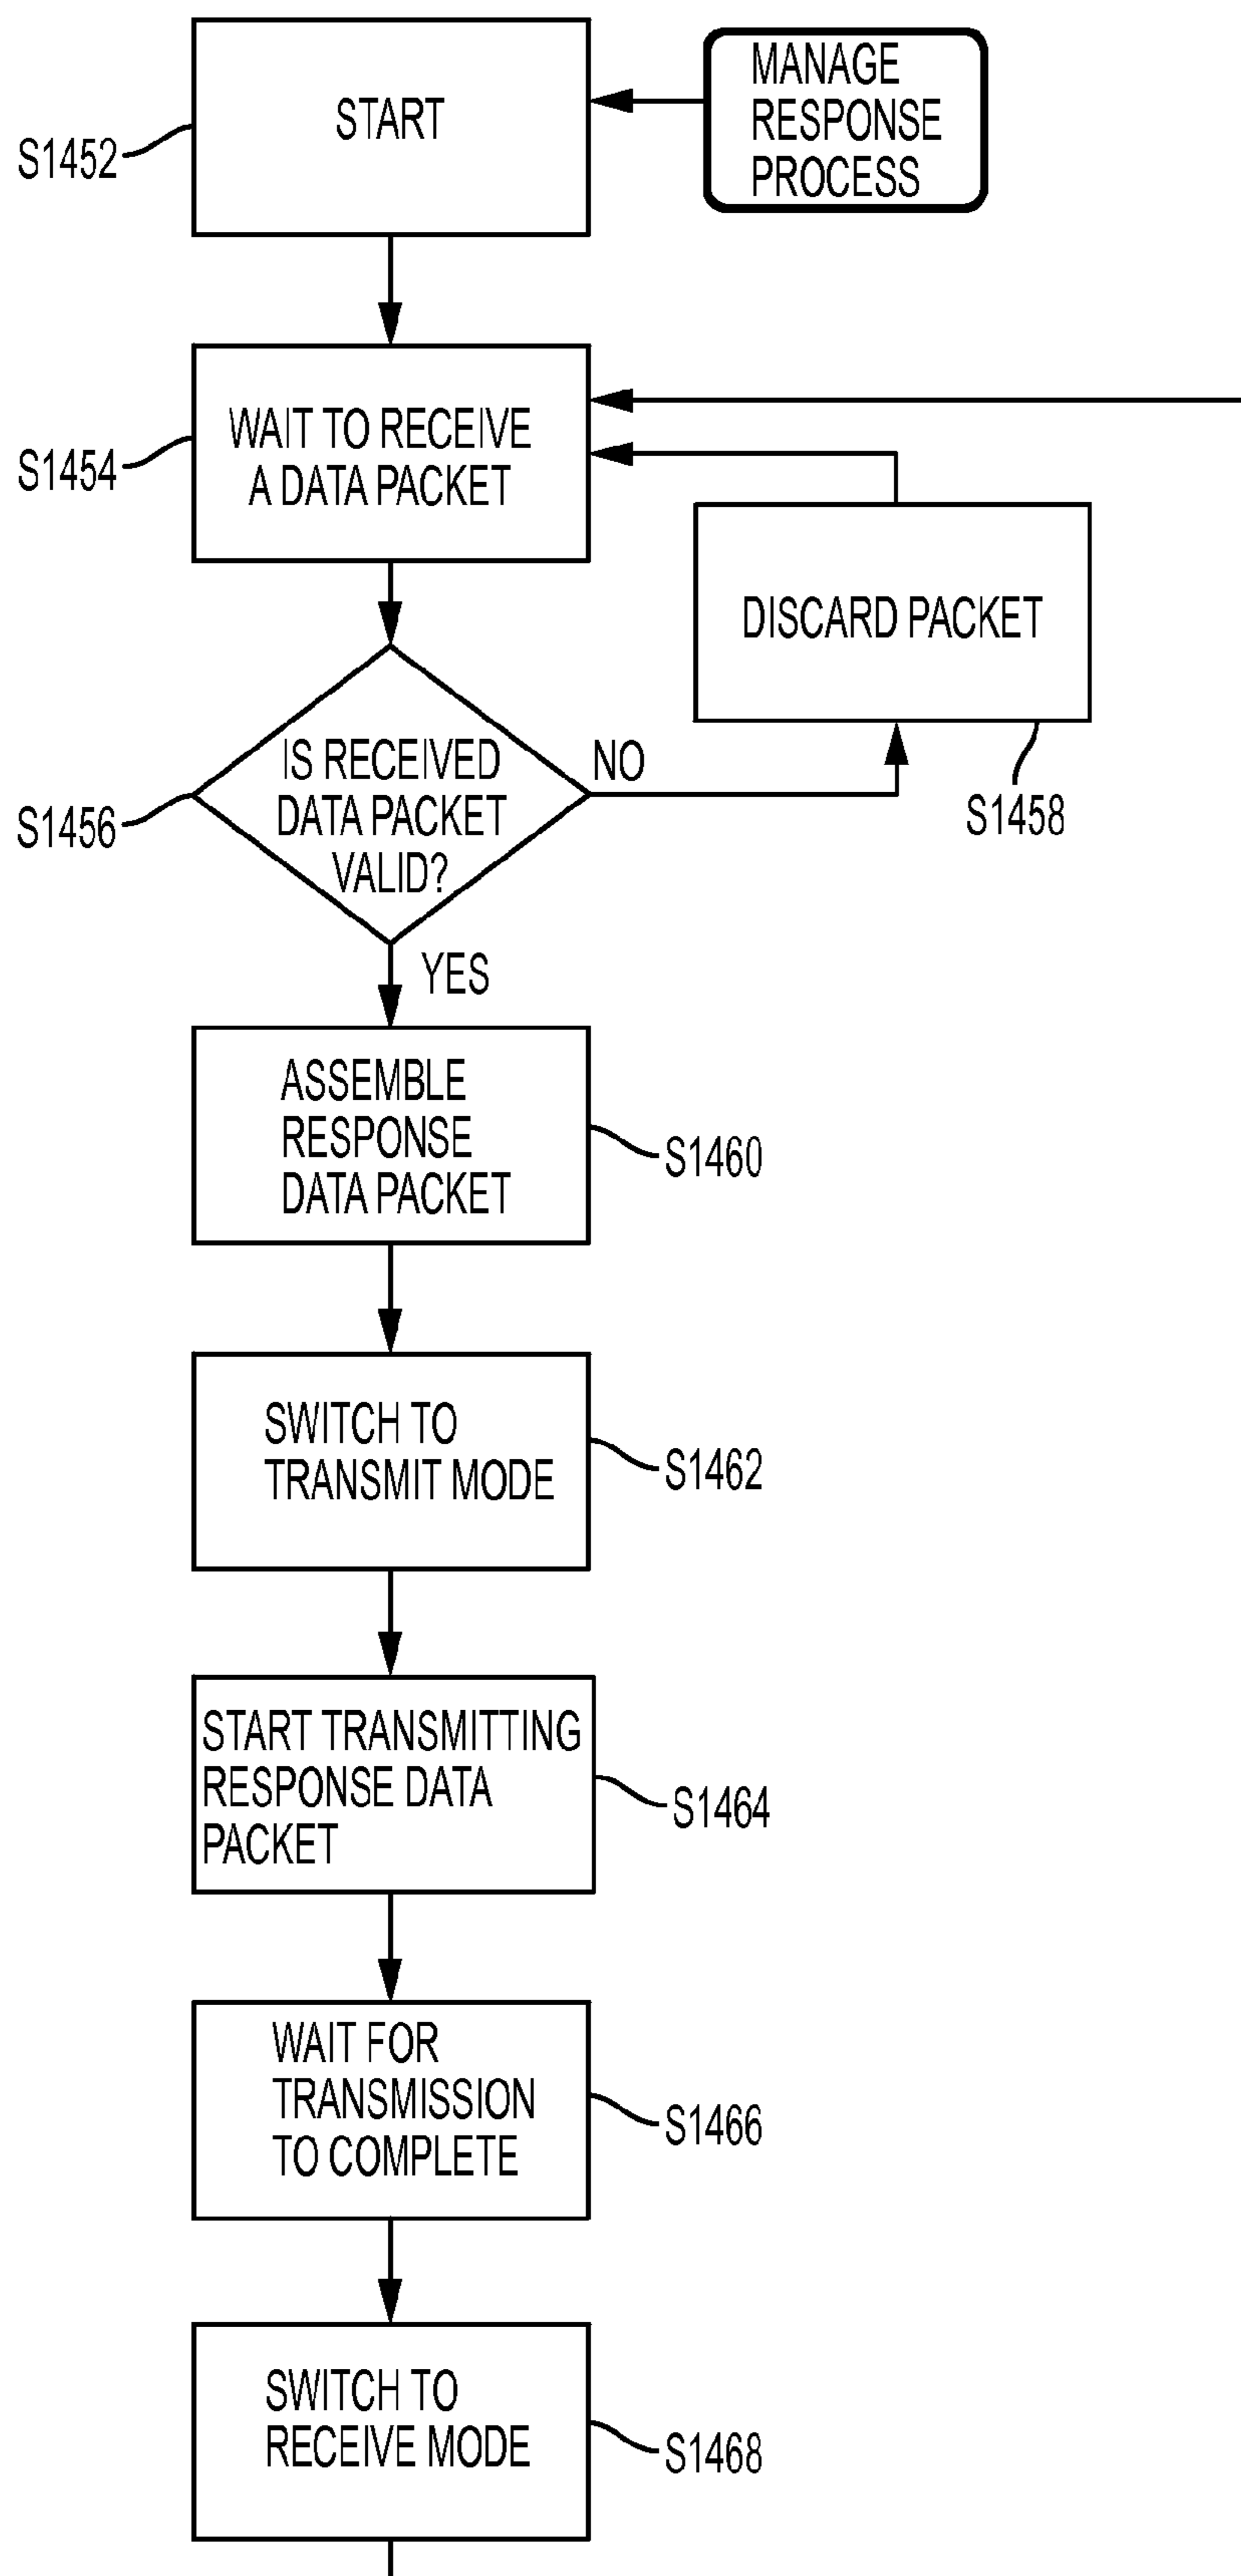 START
MANAGE
RESPONSE
PROCESS
S1452
WAIT TO RECEIVE
A DATA PACKET
S1454
DISCARD PACKET
S1458
IS RECEIVED
DATA PACKET
VALID?
NO
S1456
YES
ASSEMBLE
RESPONSE
DATA PACKET
S1460
SWITCH TO
TRANSMIT MODE
S1462
START TRANSMITTING
RESPONSE DATA
PACKET
S1464
WAIT FOR
TRANSMISSION
TO COMPLETE
S1466
SWITCH TO
RECEIVE MODE
S1468